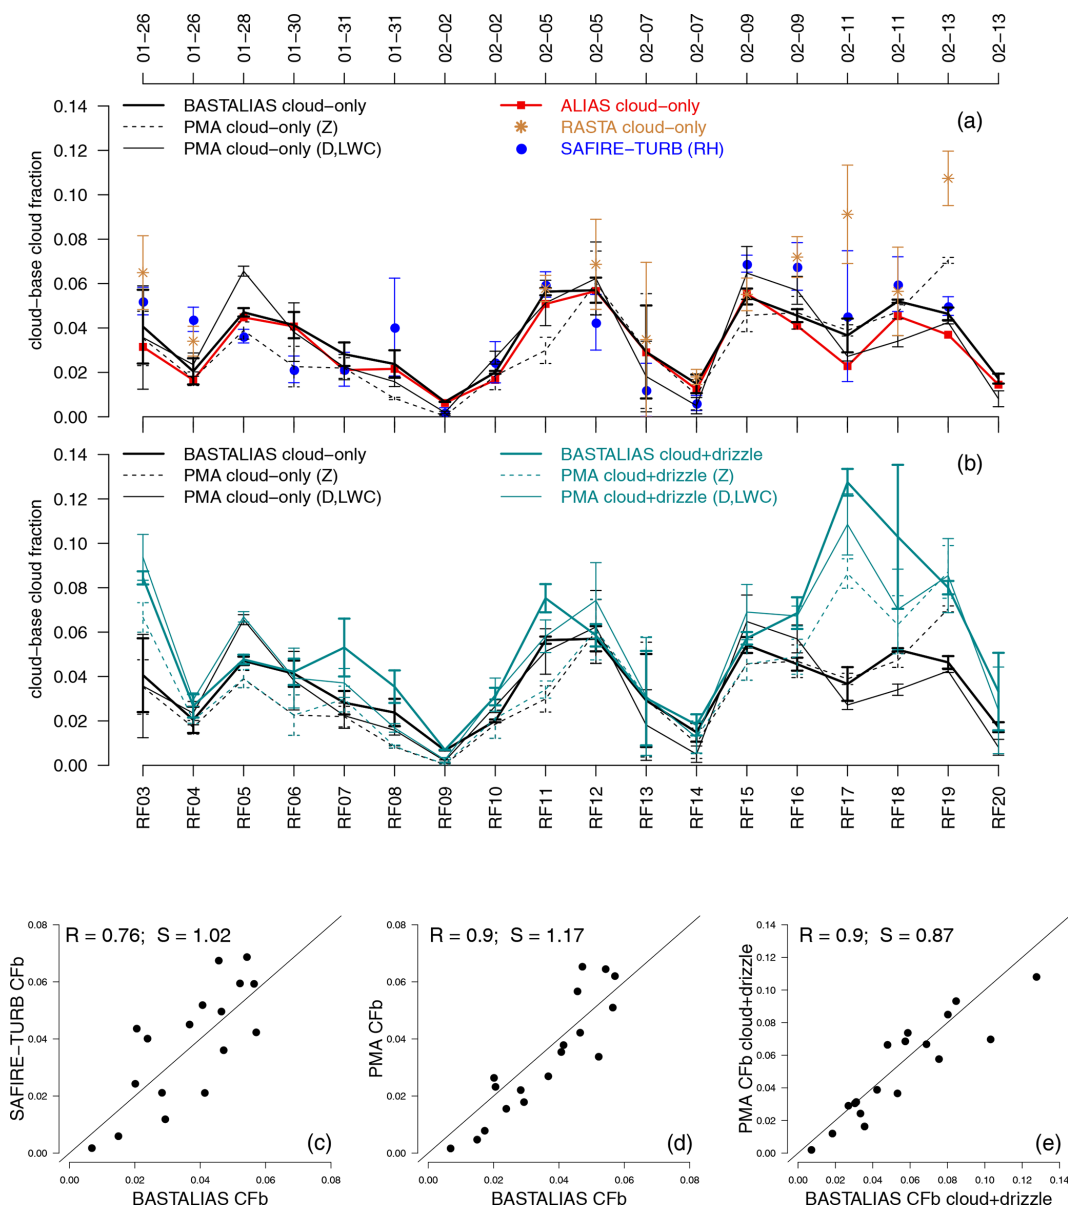 01−26 01−26 01−28 01−30 01−31 01−31 02−02 02−02 02−05 02−05 02−07 02−07 02−09 02−09 02−11 02−11 02−13 02−13
BASTALIAS cloud−only
PMA cloud−only (Z)
PMA cloud−only (D,LWC)
ALIAS cloud−only
RASTA cloud−only
SAFIRE−TURB (RH)
(a)
cloud−base cloud fraction
0.14
0.12
0.10
0.08
0.06
0.04
0.02
0.00
BASTALIAS cloud−only
PMA cloud−only (Z)
PMA cloud−only (D,LWC)
BASTALIAS cloud+drizzle
PMA cloud+drizzle (Z)
PMA cloud+drizzle (D,LWC)
(b)
cloud−base cloud fraction
0.14
0.12
0.10
0.08
0.06
0.04
0.02
0.00
RF03 RF04 RF05 RF06 RF07 RF08 RF09 RF10 RF11 RF12 RF13 RF14 RF15 RF16 RF17 RF18 RF19 RF20
R = 0.76; S = 1.02
SAFIRE−TURB CFb
0.08
0.06
0.04
0.02
0.00
(c)
0.00 0.02 0.04 0.06 0.08
BASTALIAS CFb
R = 0.9; S = 1.17
PMA CFb
0.08
0.06
0.04
0.02
0.00
(d)
0.00 0.02 0.04 0.06 0.08
BASTALIAS CFb
R = 0.9; S = 0.87
PMA CFb cloud+drizzle
0.14
0.12
0.10
0.08
0.06
0.04
0.02
0.00
(e)
0.00 0.02 0.04 0.06 0.08 0.10 0.12 0.14
BASTALIAS CFb cloud+drizzle